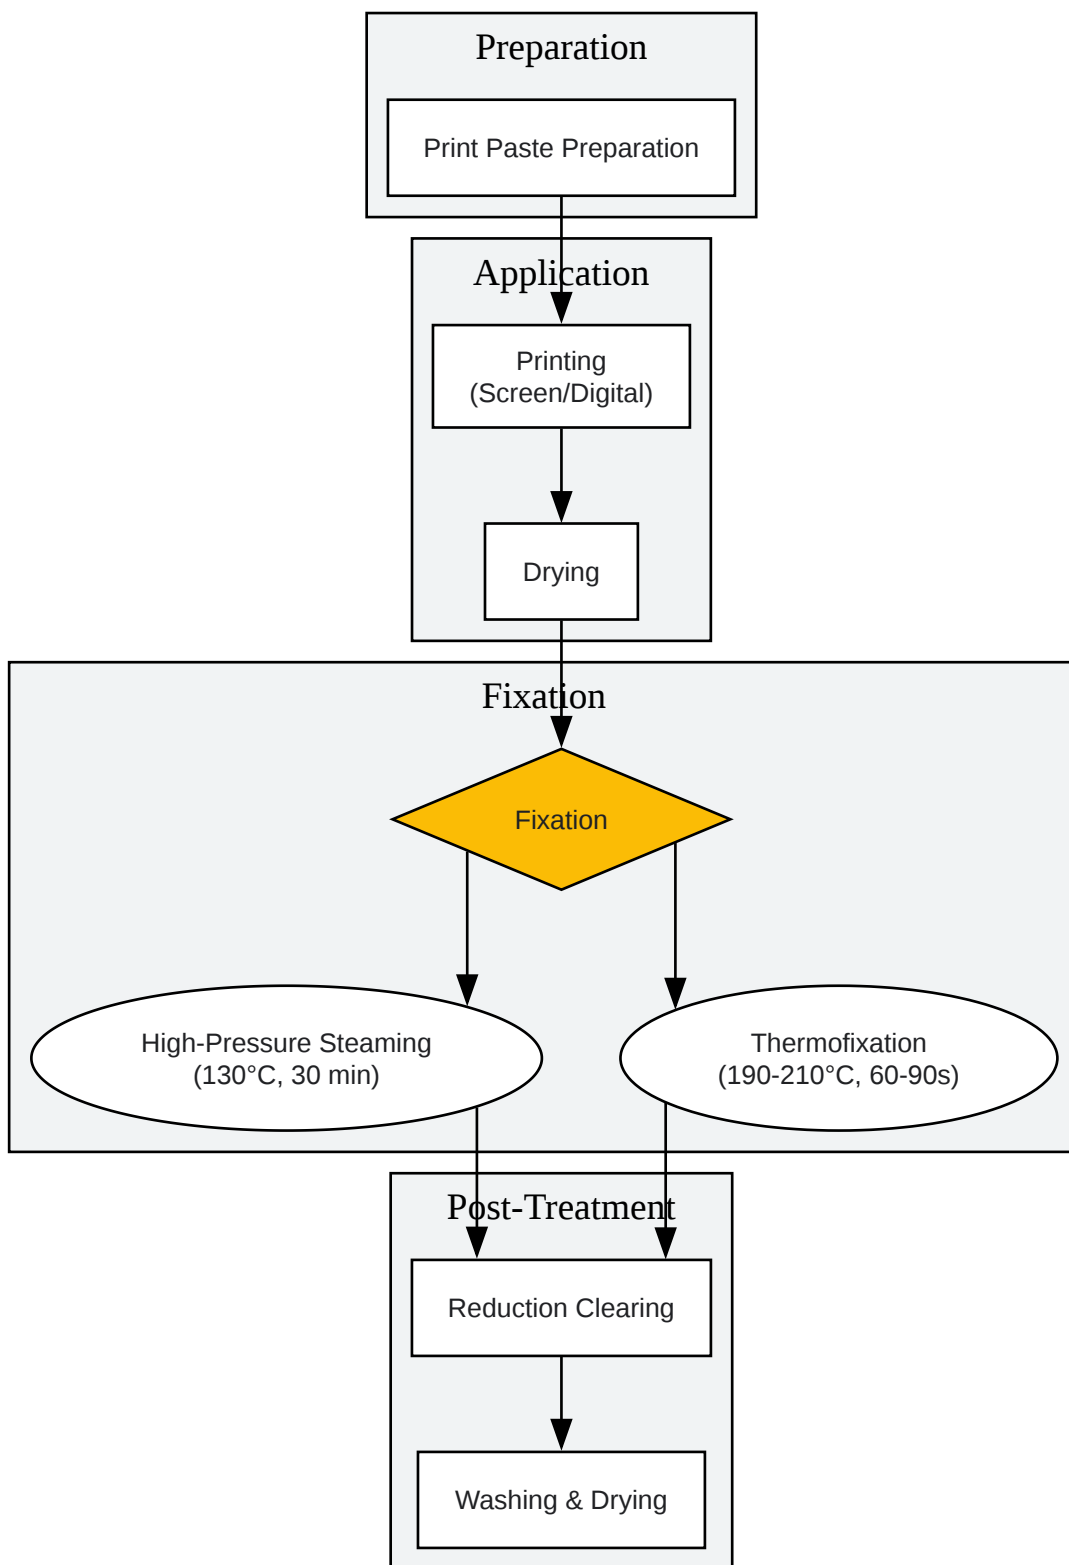 Preparation
Print Paste Preparation
Application
Printing
(Screen/Digital)
Drying
Fixation
Fixation
High-Pressure Steaming
(130°C, 30 min)
Thermofixation
(190-210°C, 60-90s)
Post-Treatment
Reduction Clearing
Washing & Drying